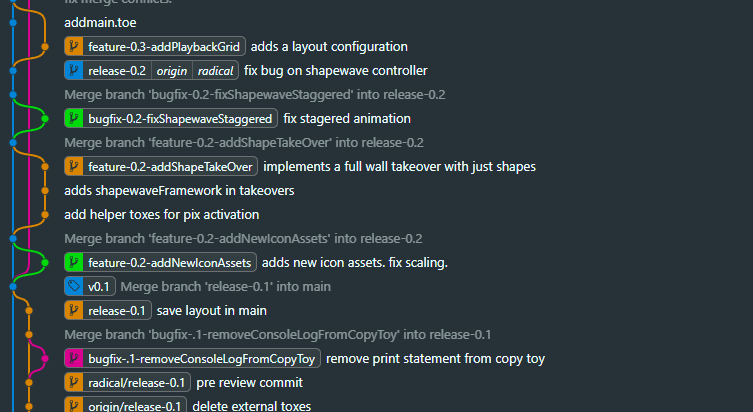 fix merge conflicts.
addmain.toe
feature-0.3-addPlaybackGrid adds a layout configuration
release-0.2 origin radical fix bug on shapewave controller
Merge branch 'bugfix-0.2-fixShapewaveStaggered' into release-0.2
bugfix-0.2-fixShapewaveStaggered fix stagered animation
Merge branch 'feature-0.2-addShapeTakeOver' into release-0.2
feature-0.2-addShapeTakeOver implements a full wall takeover with just shapes
adds shapewaveFramework in takeovers
add helper toxes for pix activation
Merge branch 'feature-0.2-addNewIconAssets' into release-0.2
feature-0.2-addNewIconAssets adds new icon assets. fix scaling.
v0.1 Merge branch 'release-0.1' into main
release-0.1 save layout in main
Merge branch 'bugfix-.1-removeConsoleLogFromCopyToy' into release-0.1
bugfix-.1-removeConsoleLogFromCopyToy remove print statement from copy toy
radical/release-0.1 pre review commit
origin/release-0.1 delete external toxes